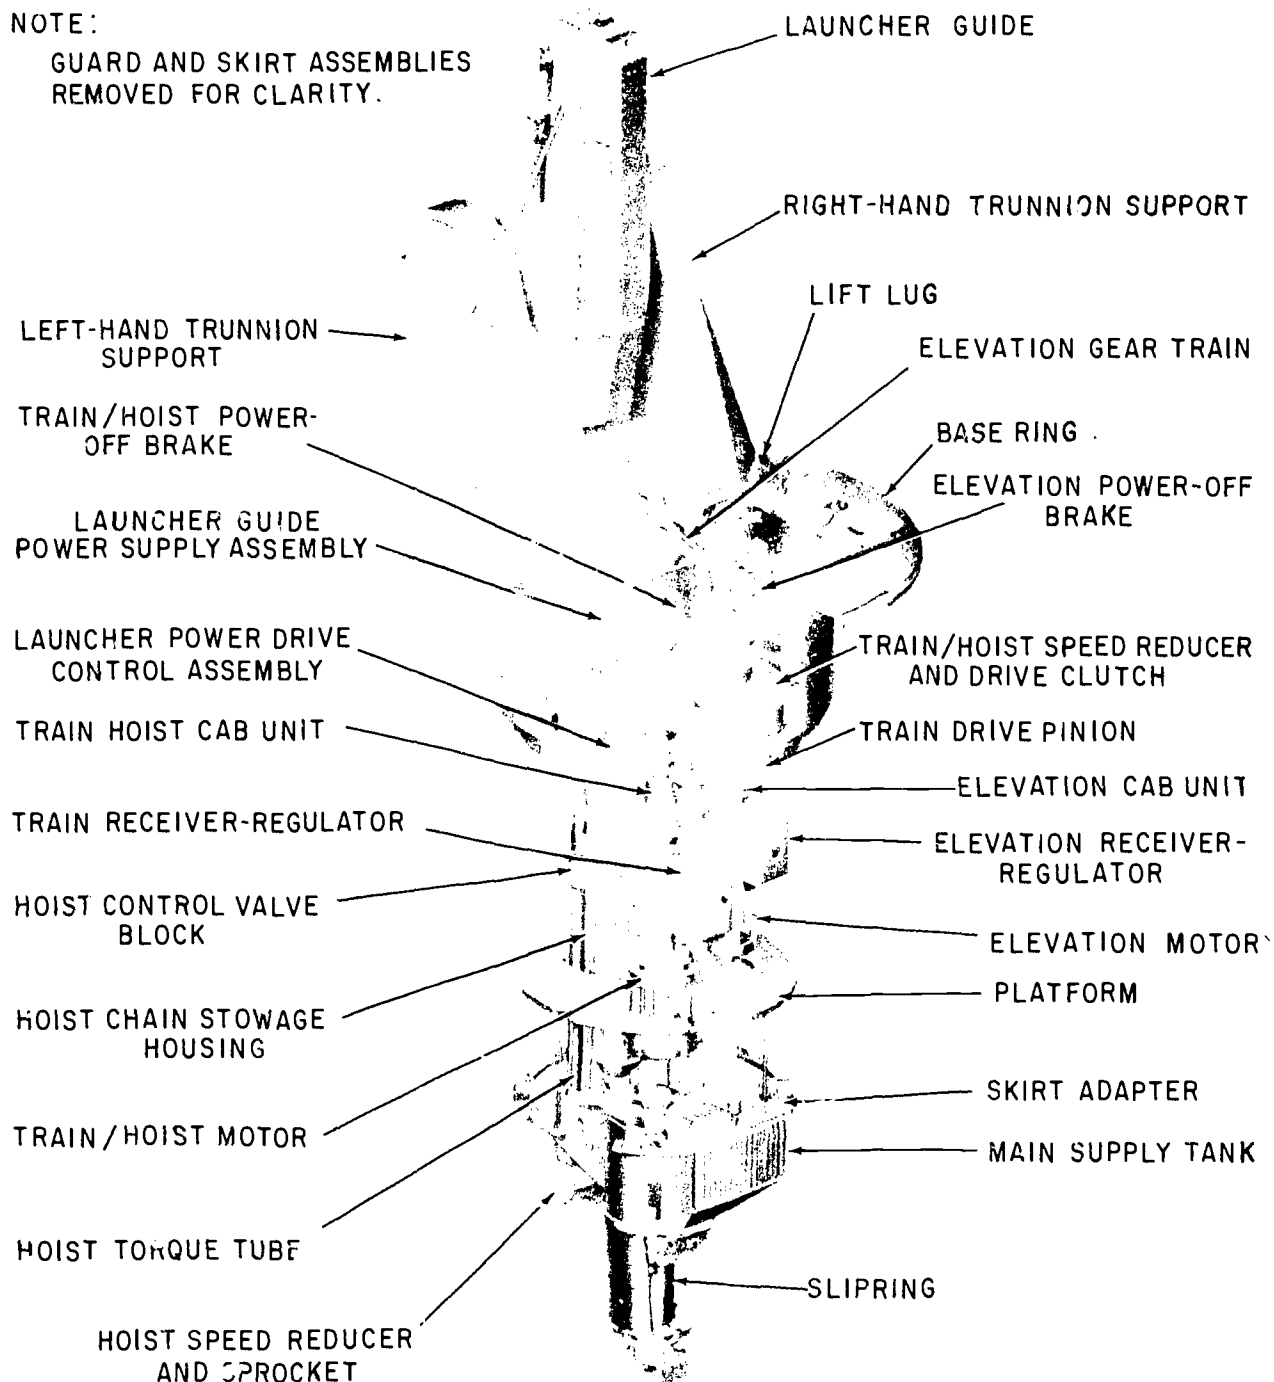 NOTE:
GUARD AND SKIRT ASSEMBLIES
REMOVED FOR CLARITY.
LAUNCHER GUIDE
RIGHT-HAND TRUNNION SUPPORT
LIFT LUG
LEFT-HAND TRUNNION
SUPPORT
ELEVATION GEAR TRAIN
TRAIN/HOIST POWER-
OFF BRAKE
BASE RING
ELEVATION POWER-OFF
BRAKE
LAUNCHER GUIDE
POWER SUPPLY ASSEMBLY
LAUNCHER POWER DRIVE
CONTROL ASSEMBLY
TRAIN/HOIST SPEED REDUCER
AND DRIVE CLUTCH
TRAIN HOIST CAB UNIT
TRAIN DRIVE PINION
ELEVATION CAB UNIT
TRAIN RECEIVER-REGULATOR
ELEVATION RECEIVER-
REGULATOR
HOIST CONTROL VALVE
BLOCK
ELEVATION MOTOR
PLATFORM
HOIST CHAIN STOWAGE
HOUSING
SKIRT ADAPTER
TRAIN/HOIST MOTOR
MAIN SUPPLY TANK
HOIST TORQUE TUBE
SLIPRING
HOIST SPEED REDUCER
AND SPROCKET